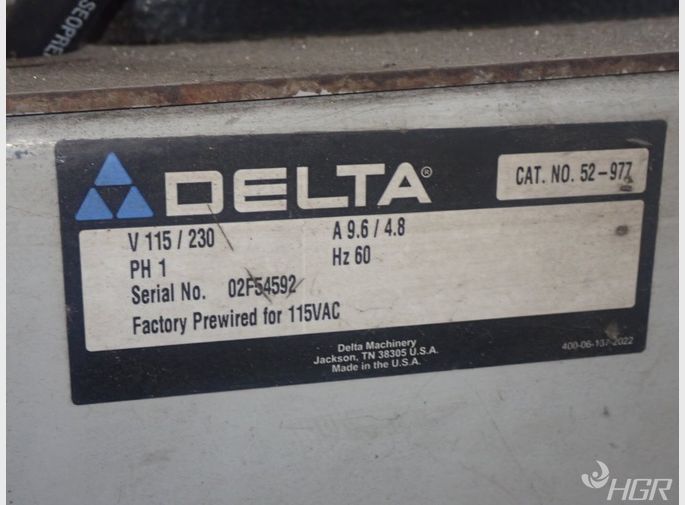 SEOPRE
DELTA®
CAT. NO. 52-977
V 115 / 230 A 9.6 / 4.8
PH 1 Hz 60
Serial No. 02F54592
Factory Prewired for 115VAC
Delta Machinery
Jackson, TN 38305 U.S.A.
Made in the U.S.A.
400-06-137-2022
HGR